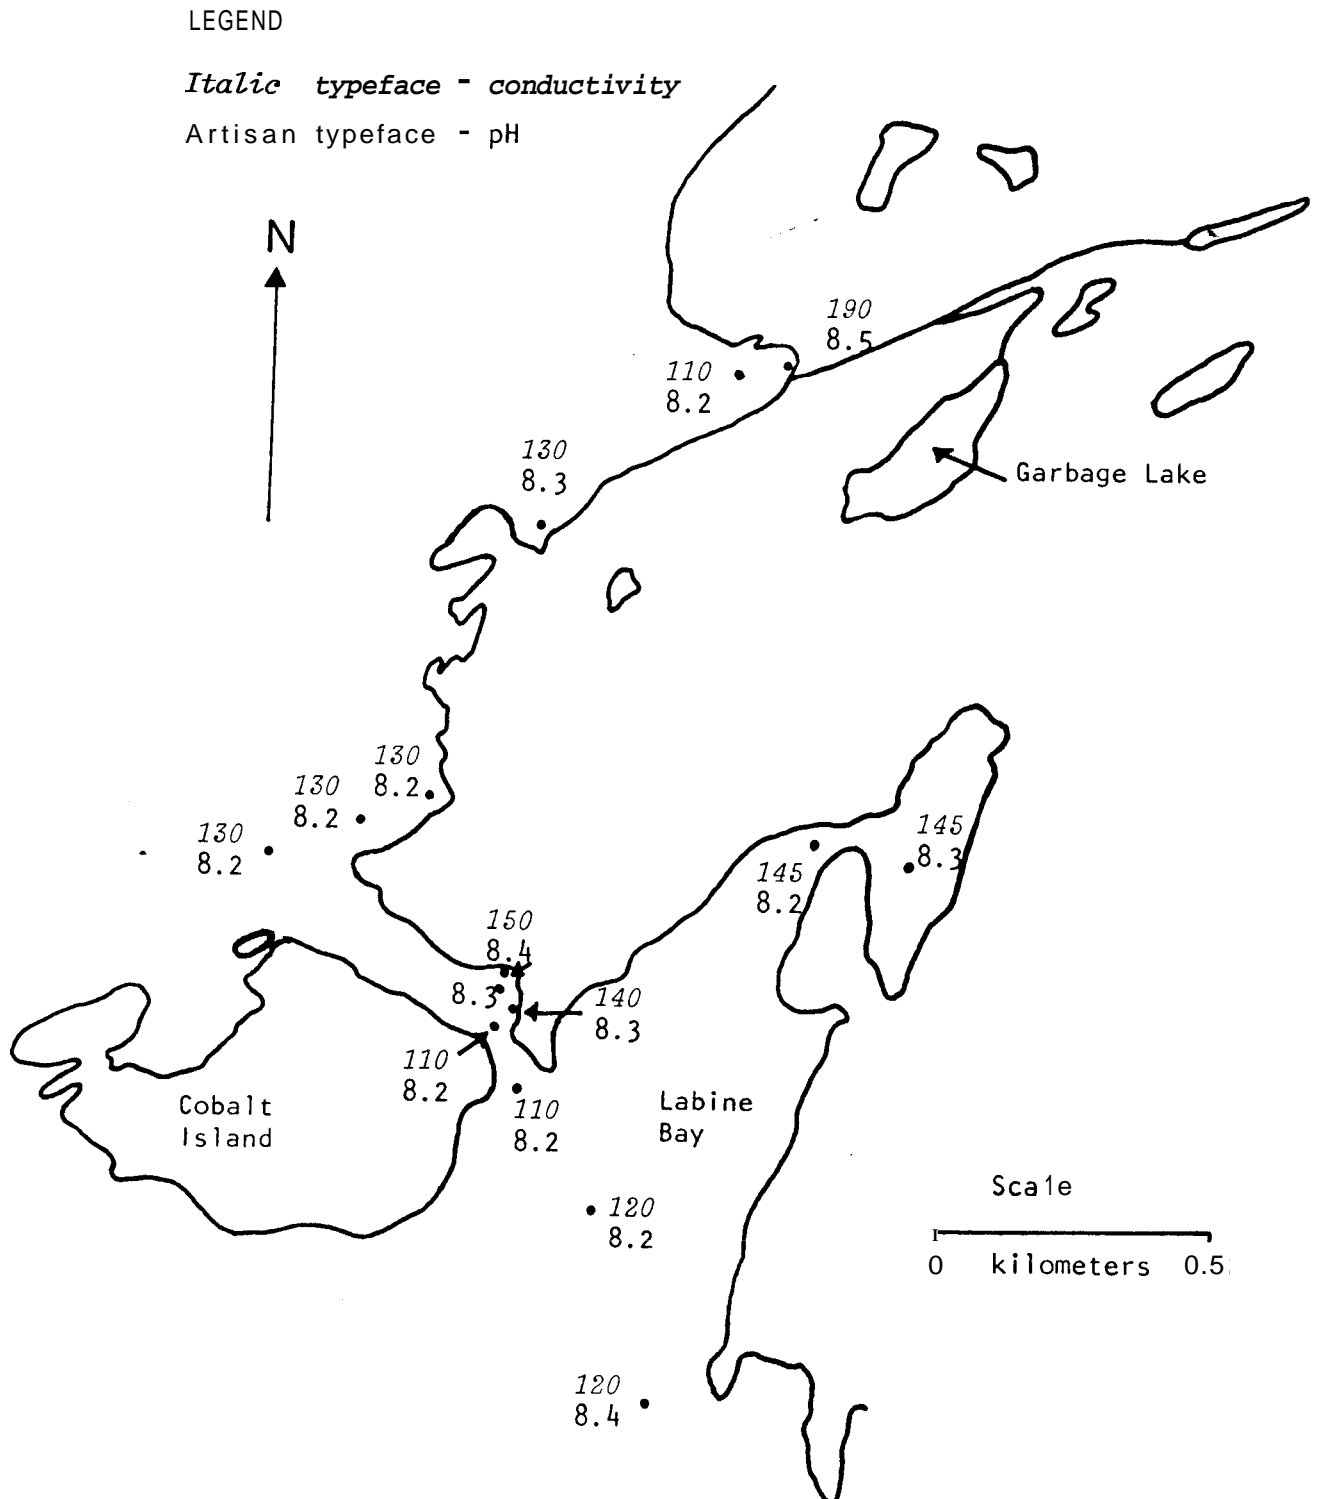 LEGEND
Italic typeface - conductivity
Artisan typeface - pH
N
190
8.5
110
8.2
130
8.3
Garbage Lake
130
8.2
130
8.2
130
8.2
145
8.3
145
8.2
150
8.4
8.3
140
8.3
110
8.2
110
8.2
Cobalt
Island
Labine
Bay
Scale
0 kilometers 0.5
120
8.2
120
8.4